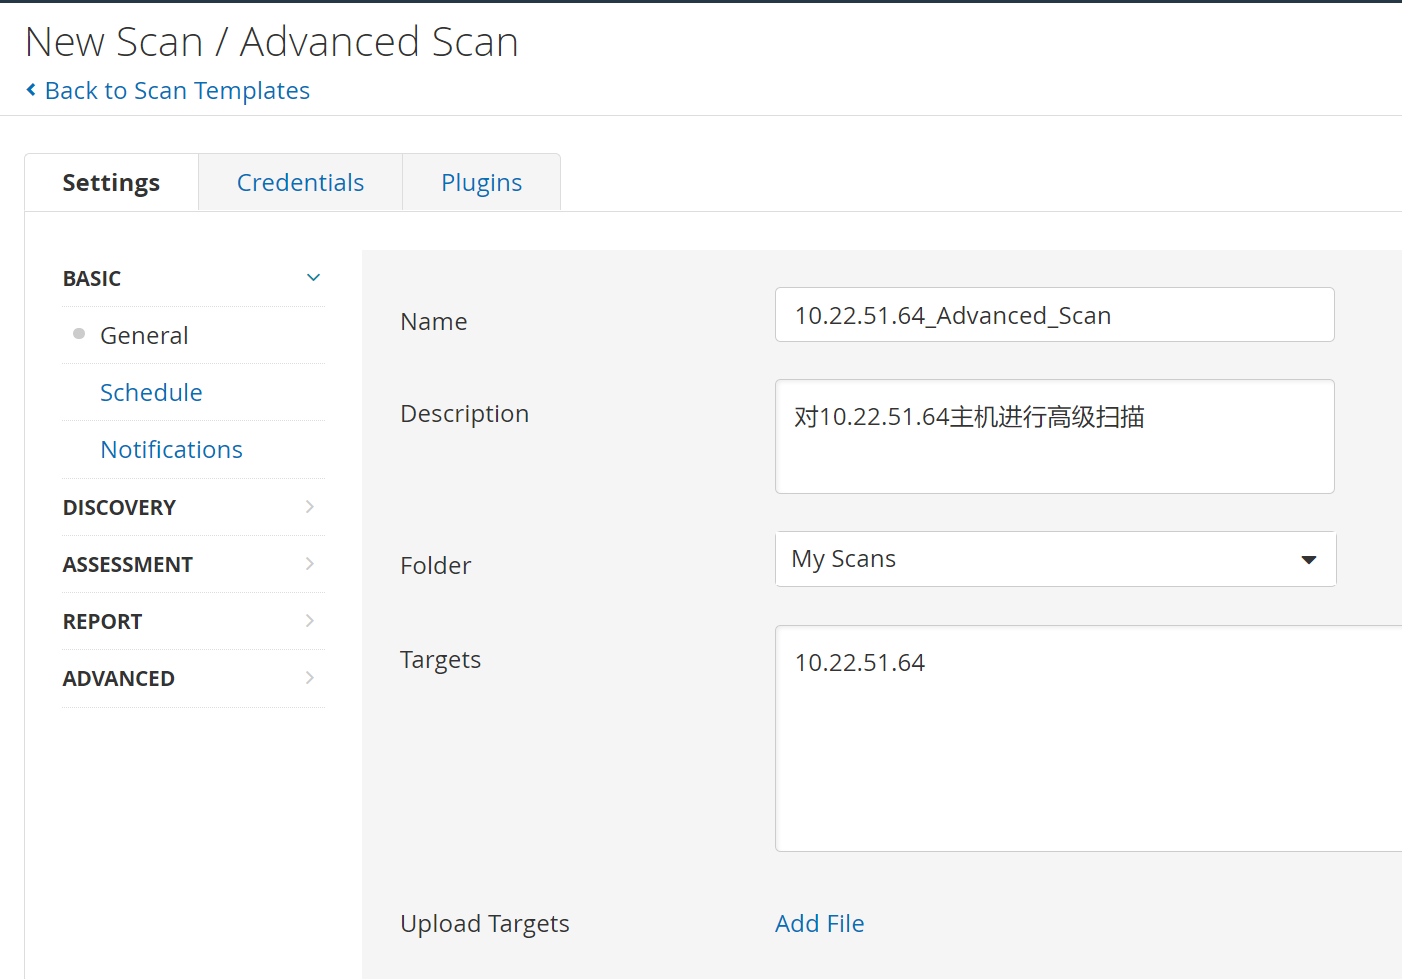 New Scan / Advanced Scan
Back to Scan Templates
Settings
Credentials
Plugins
BASIC
General
Schedule
Notifications
DISCOVERY
ASSESSMENT
REPORT
ADVANCED
Name
10.22.51.64_Advanced_Scan
Description
对10.22.51.64主机进行高级扫描
Folder
My Scans
Targets
10.22.51.64
Upload Targets
Add File